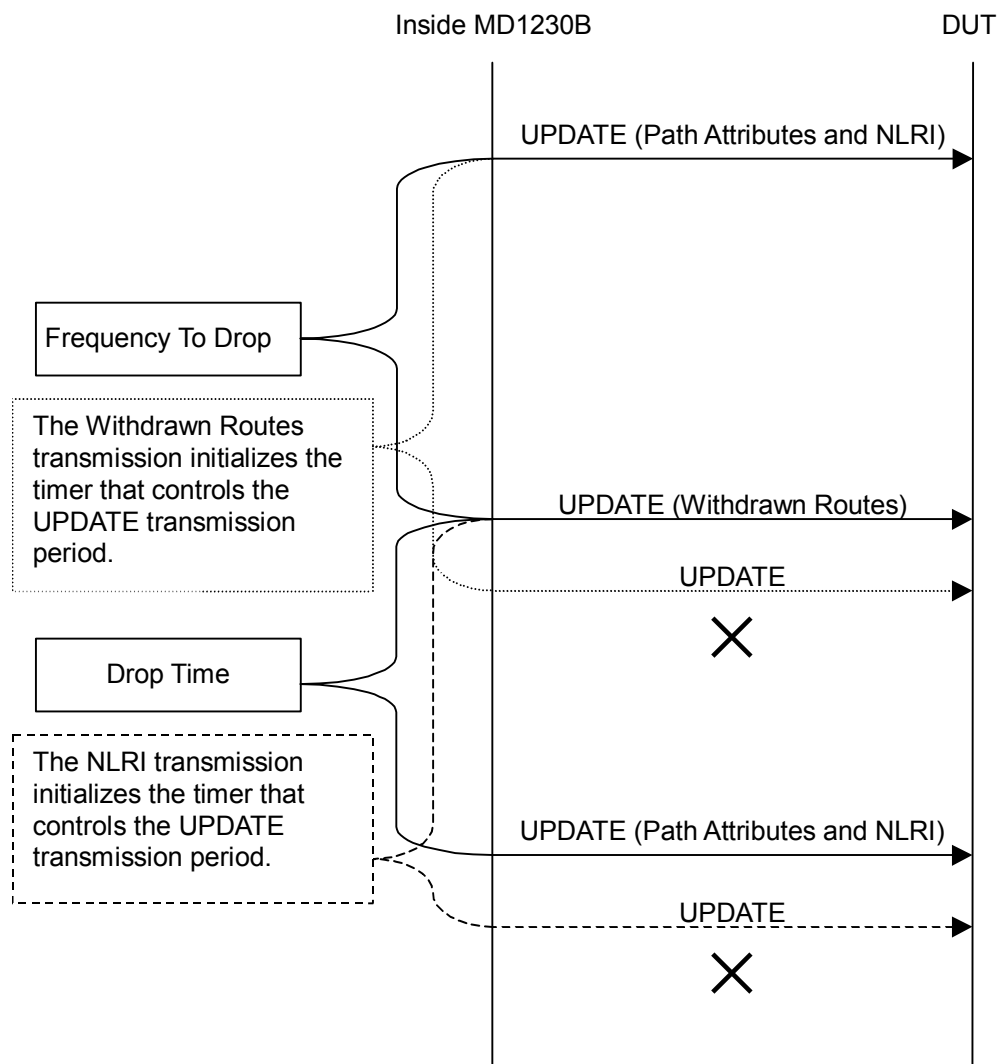 Inside MD1230B
DUT
UPDATE (Path Attributes and NLRI)
Frequency To Drop
The Withdrawn Routes
transmission initializes the
timer that controls the
UPDATE transmission
period.
UPDATE (Withdrawn Routes)
UPDATE
Drop Time
The NLRI transmission
initializes the timer that
controls the UPDATE
transmission period.
UPDATE (Path Attributes and NLRI)
UPDATE